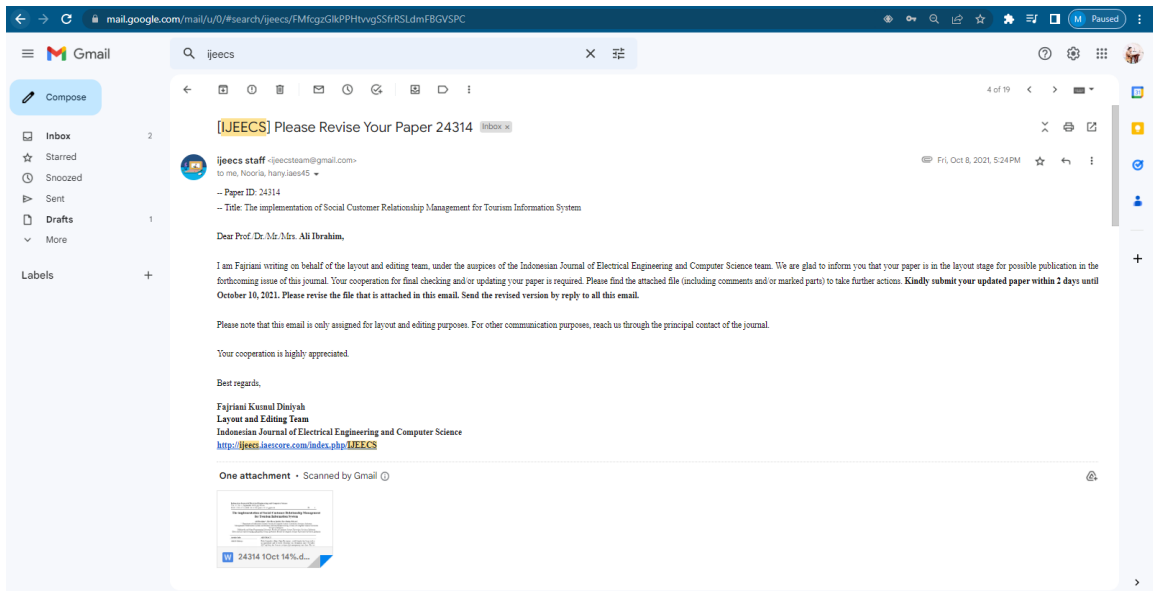 mail.google.com/mail/u/0/#search/ijeecs/FMfcgzGlkPPHtvvgSSfrRSLdmFBGVSPC
M Paused
Gmail
ijeecs
Compose
4 of 19
Inbox 2
Starred
Snoozed
Sent
Drafts 1
More
Labels
[IJEECS] Please Revise Your Paper 24314 Inbox x
ijeecs staff <ijeecsteam@gmail.com>
Fri, Oct 8, 2021, 5:24 PM
to me, Nooria, hany.iaes45
-- Paper ID: 24314
-- Title: The implementation of Social Customer Relationship Management for Tourism Information System
Dear Prof./Dr./Mr./Mrs. Ali Ibrahim,
I am Fajriani writing on behalf of the layout and editing team, under the auspices of the Indonesian Journal of Electrical Engineering and Computer Science team. We are glad to inform you that your paper is in the layout stage for possible publication in the
forthcoming issue of this journal. Your cooperation for final checking and/or updating your paper is required. Please find the attached file (including comments and/or marked parts) to take further actions. Kindly submit your updated paper within 2 days until
October 10, 2021. Please revise the file that is attached in this email. Send the revised version by reply to all this email.
Please note that this email is only assigned for layout and editing purposes. For other communication purposes, reach us through the principal contact of the journal.
Your cooperation is highly appreciated.
Best regards,
Fajriani Kusnul Diniyah
Layout and Editing Team
Indonesian Journal of Electrical Engineering and Computer Science
http://ijeecs.iaescore.com/index.php/IJEECS
One attachment • Scanned by Gmail
The implementation of Social Customer Relationship Management
for Tourism Information System
W 24314 1Oct 14%.d...